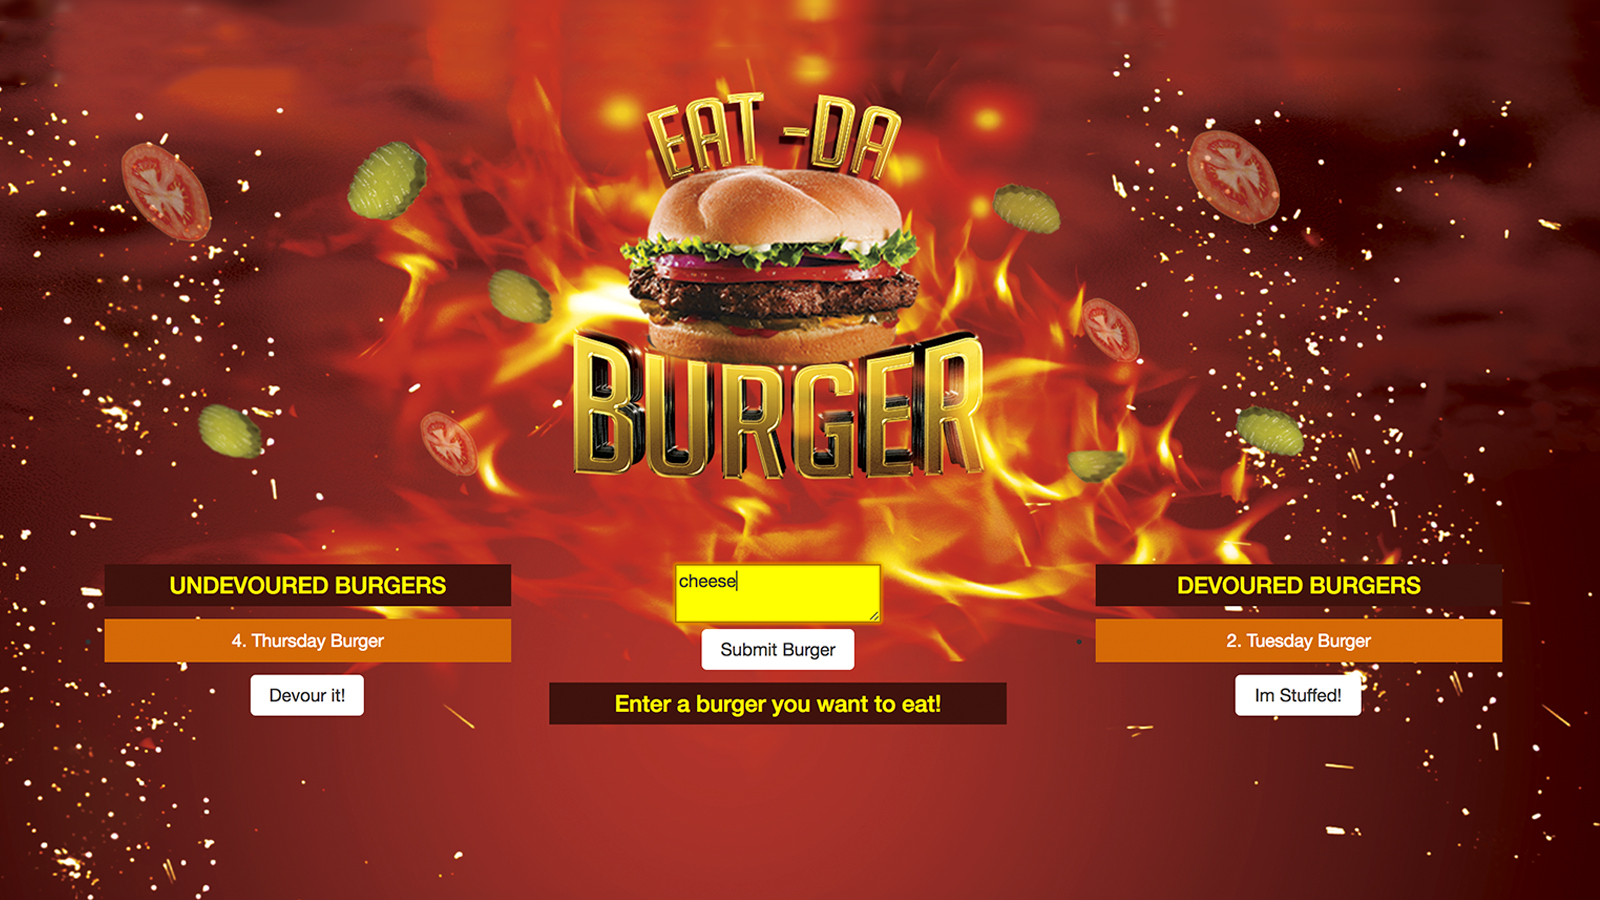 EAT -DA
BURGER
UNDEVOURED BURGERS
4. Thursday Burger
Devour it!
cheese
Submit Burger
Enter a burger you want to eat!
DEVOURED BURGERS
2. Tuesday Burger
Im Stuffed!